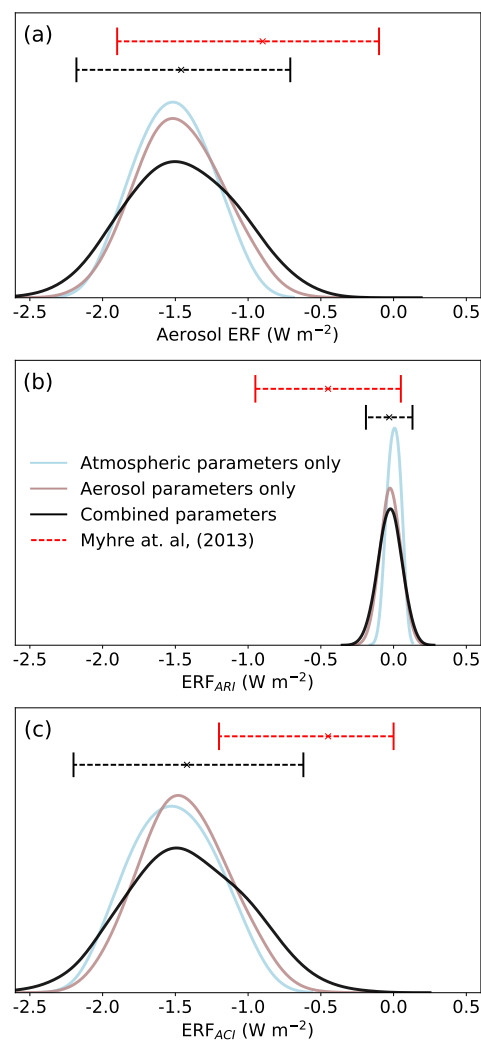 (a)
-2.5 -2.0 -1.5 -1.0 -0.5 0.0 0.5
Aerosol ERF (W m⁻²)
(b)
Atmospheric parameters only
Aerosol parameters only
Combined parameters
Myhre at. al, (2013)
-2.5 -2.0 -1.5 -1.0 -0.5 0.0 0.5
ERF_ARI (W m⁻²)
(c)
-2.5 -2.0 -1.5 -1.0 -0.5 0.0 0.5
ERF_ACI (W m⁻²)